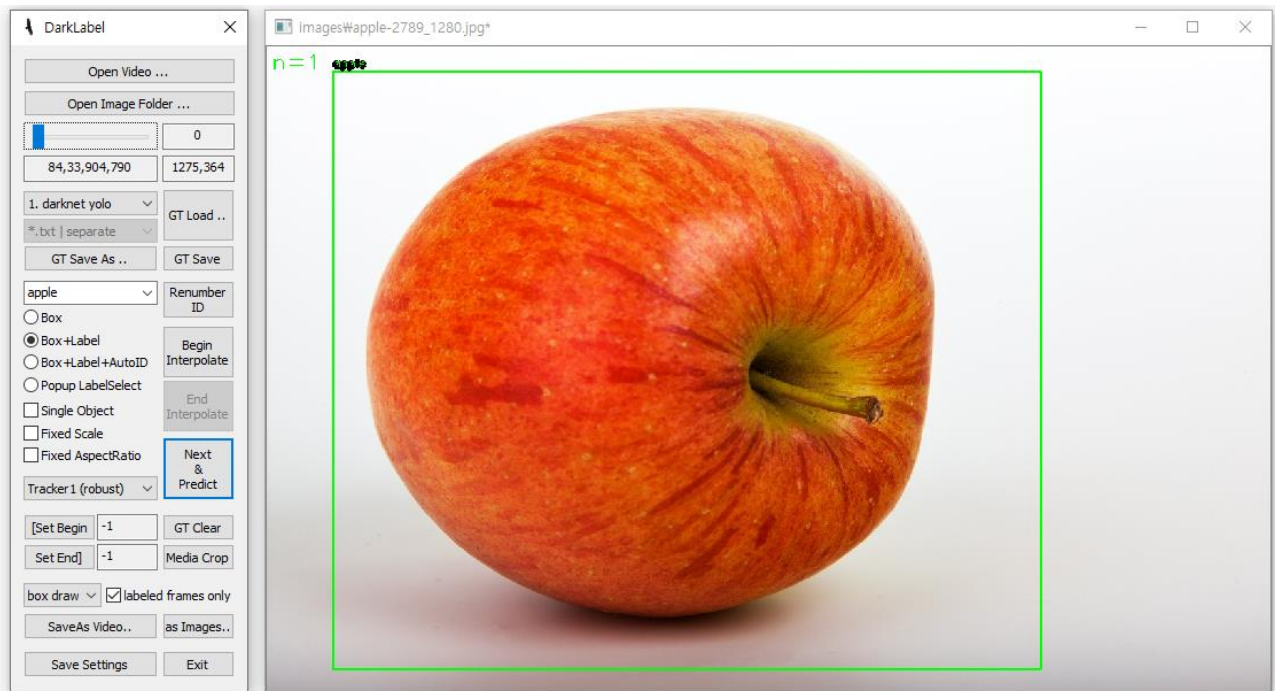 DarkLabel
Open Video ...
Open Image Folder ...
0
84,33,904,790
1275,364
1. darknet yolo
GT Load ..
*.txt | separate
GT Save As ..
GT Save
apple
Renumber
ID
Box
Box+Label
Box+Label+AutoID
Popup LabelSelect
Begin
Interpolate
Single Object
Fixed Scale
Fixed AspectRatio
End
Interpolate
Next
&
Predict
Tracker1 (robust)
[Set Begin
-1
GT Clear
Set End]
-1
Media Crop
box draw
labeled frames only
SaveAs Video..
as Images..
Save Settings
Exit
images₩apple-2789_1280.jpg*
n=1
apple